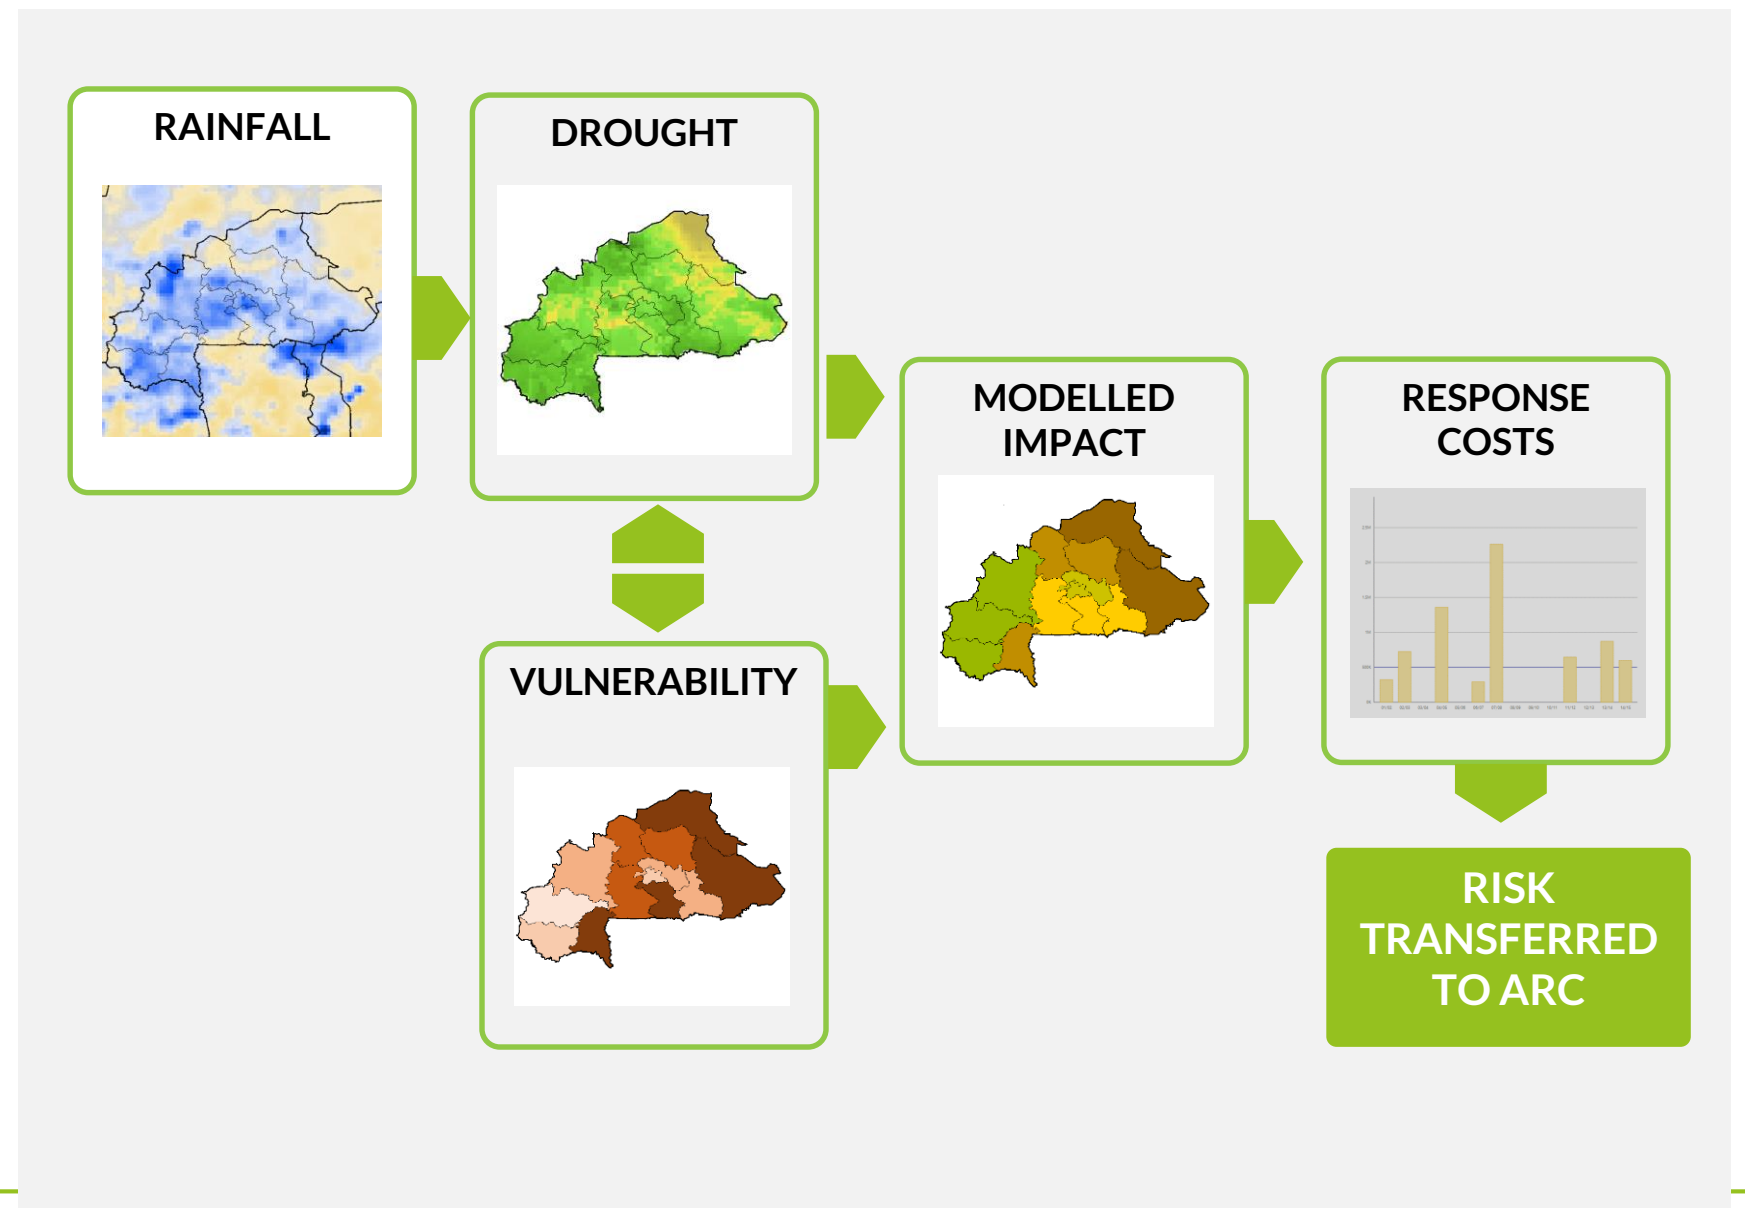 RAINFALL
DROUGHT
MODELLED
IMPACT
RESPONSE
COSTS
VULNERABILITY
RISK
TRANSFERRED
TO ARC